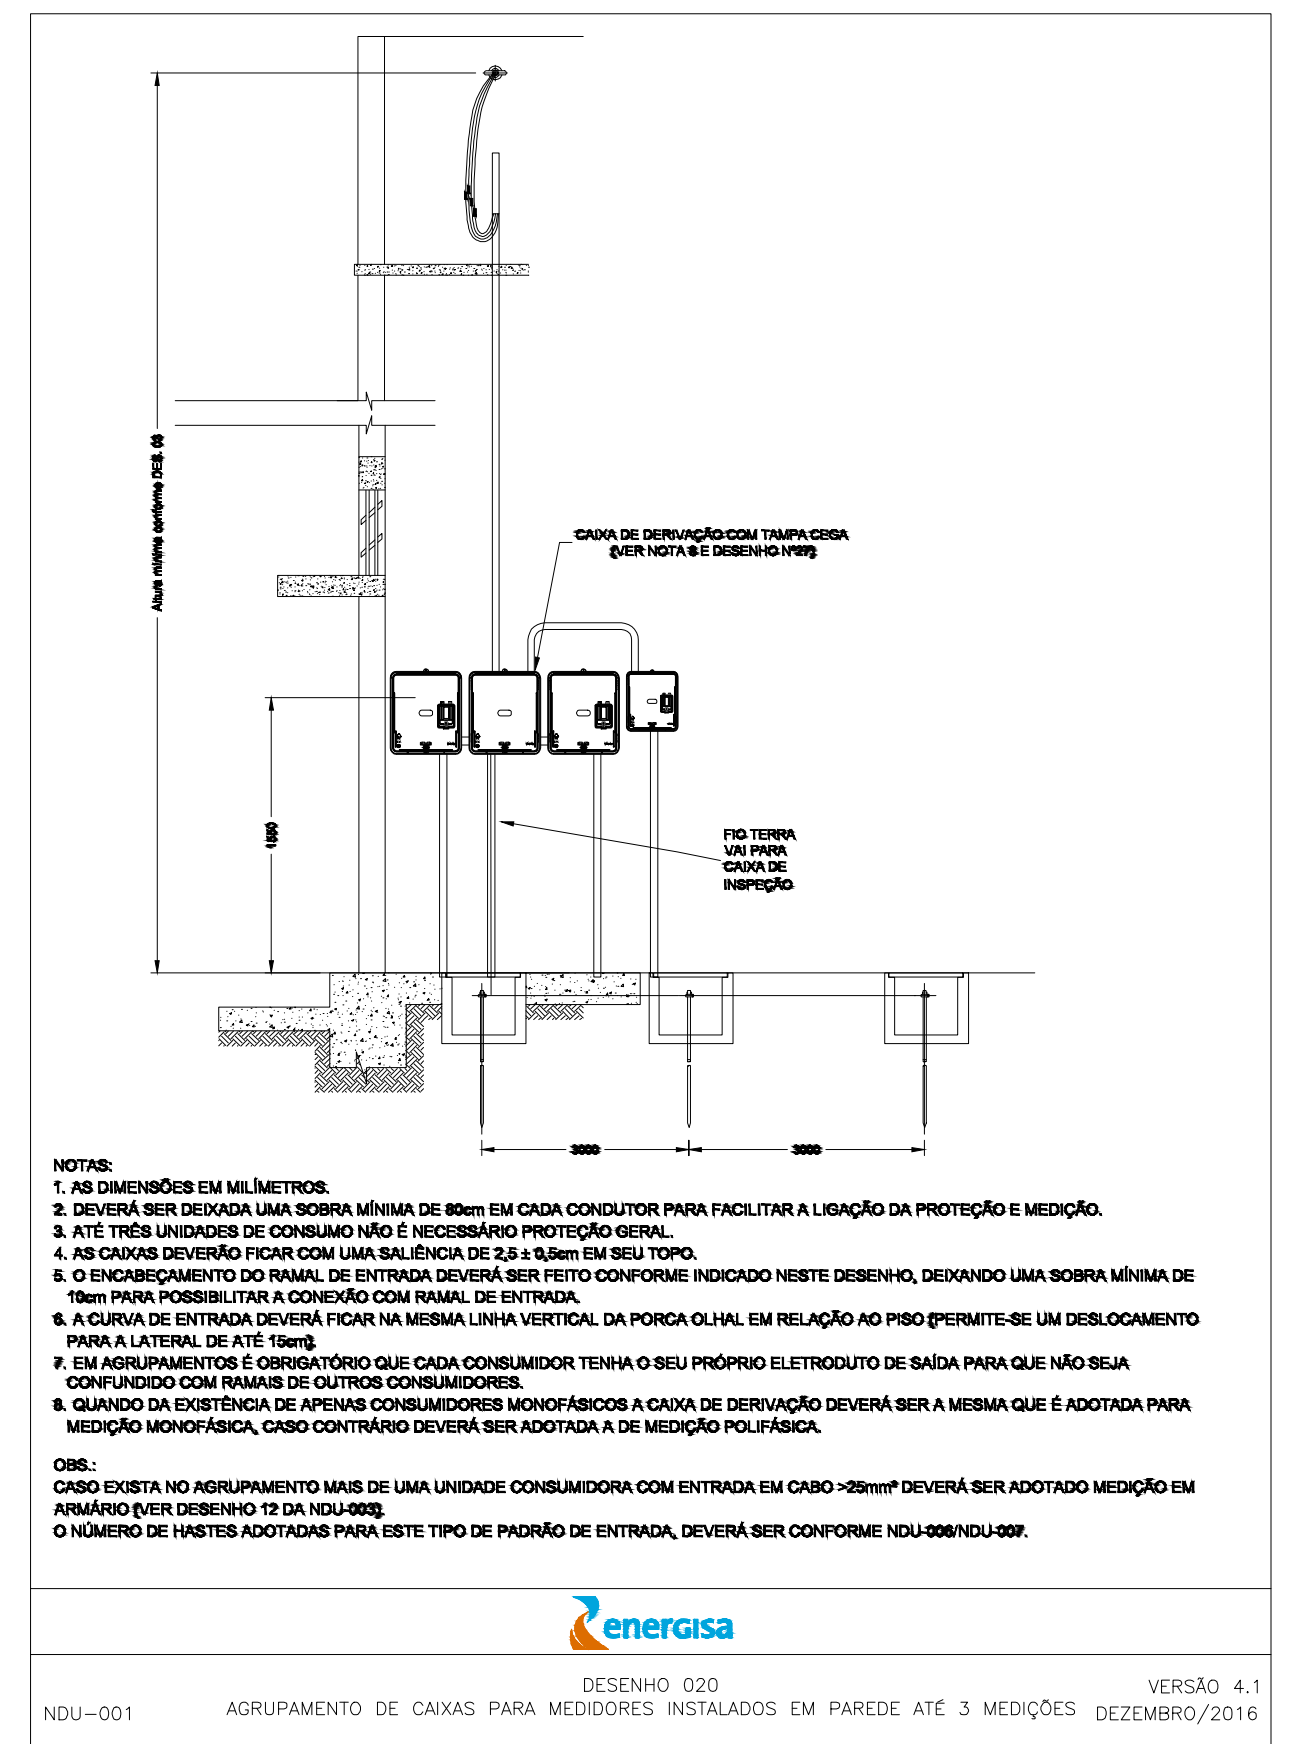 Altura mínima conforme DES. 03
CAIXA DE DERIVAÇÃO COM TAMPA CEGA
(VER NOTA 8 E DESENHO Nº27)
1550
FIO TERRA
VAI PARA
CAIXA DE
INSPEÇÃO
3000
3000
NOTAS:
1. AS DIMENSÕES EM MILÍMETROS.
2. DEVERÁ SER DEIXADA UMA SOBRA MÍNIMA DE 80cm EM CADA CONDUTOR PARA FACILITAR A LIGAÇÃO DA PROTEÇÃO E MEDIÇÃO.
3. ATÉ TRÊS UNIDADES DE CONSUMO NÃO É NECESSÁRIO PROTEÇÃO GERAL.
4. AS CAIXAS DEVERÃO FICAR COM UMA SALIÊNCIA DE 2,5 ± 0,5cm EM SEU TOPO.
5. O ENCABEÇAMENTO DO RAMAL DE ENTRADA DEVERÁ SER FEITO CONFORME INDICADO NESTE DESENHO, DEIXANDO UMA SOBRA MÍNIMA DE
10cm PARA POSSIBILITAR A CONEXÃO COM RAMAL DE ENTRADA.
6. A CURVA DE ENTRADA DEVERÁ FICAR NA MESMA LINHA VERTICAL DA PORCA OLHAL EM RELAÇÃO AO PISO (PERMITE-SE UM DESLOCAMENTO
PARA A LATERAL DE ATÉ 15cm).
7. EM AGRUPAMENTOS É OBRIGATÓRIO QUE CADA CONSUMIDOR TENHA O SEU PRÓPRIO ELETRODUTO DE SAÍDA PARA QUE NÃO SEJA
CONFUNDIDO COM RAMAIS DE OUTROS CONSUMIDORES.
8. QUANDO DA EXISTÊNCIA DE APENAS CONSUMIDORES MONOFÁSICOS A CAIXA DE DERIVAÇÃO DEVERÁ SER A MESMA QUE É ADOTADA PARA
MEDIÇÃO MONOFÁSICA, CASO CONTRÁRIO DEVERÁ SER ADOTADA A DE MEDIÇÃO POLIFÁSICA.
OBS.:
CASO EXISTA NO AGRUPAMENTO MAIS DE UMA UNIDADE CONSUMIDORA COM ENTRADA EM CABO >25mm² DEVERÁ SER ADOTADO MEDIÇÃO EM
ARMÁRIO (VER DESENHO 12 DA NDU-003).
O NÚMERO DE HASTES ADOTADAS PARA ESTE TIPO DE PADRÃO DE ENTRADA, DEVERÁ SER CONFORME NDU-006/NDU-007.
energisa
DESENHO 020
VERSÃO 4.1
NDU-001
AGRUPAMENTO DE CAIXAS PARA MEDIDORES INSTALADOS EM PAREDE ATÉ 3 MEDIÇÕES
DEZEMBRO/2016